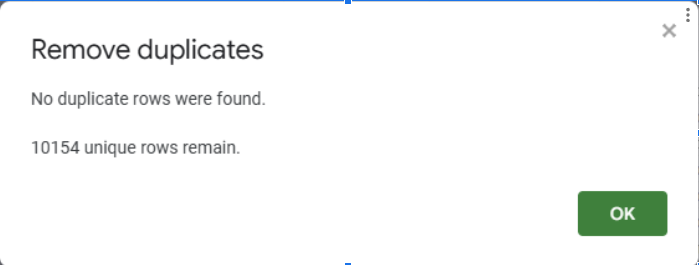 Remove duplicates
No duplicate rows were found.
10154 unique rows remain.
OK